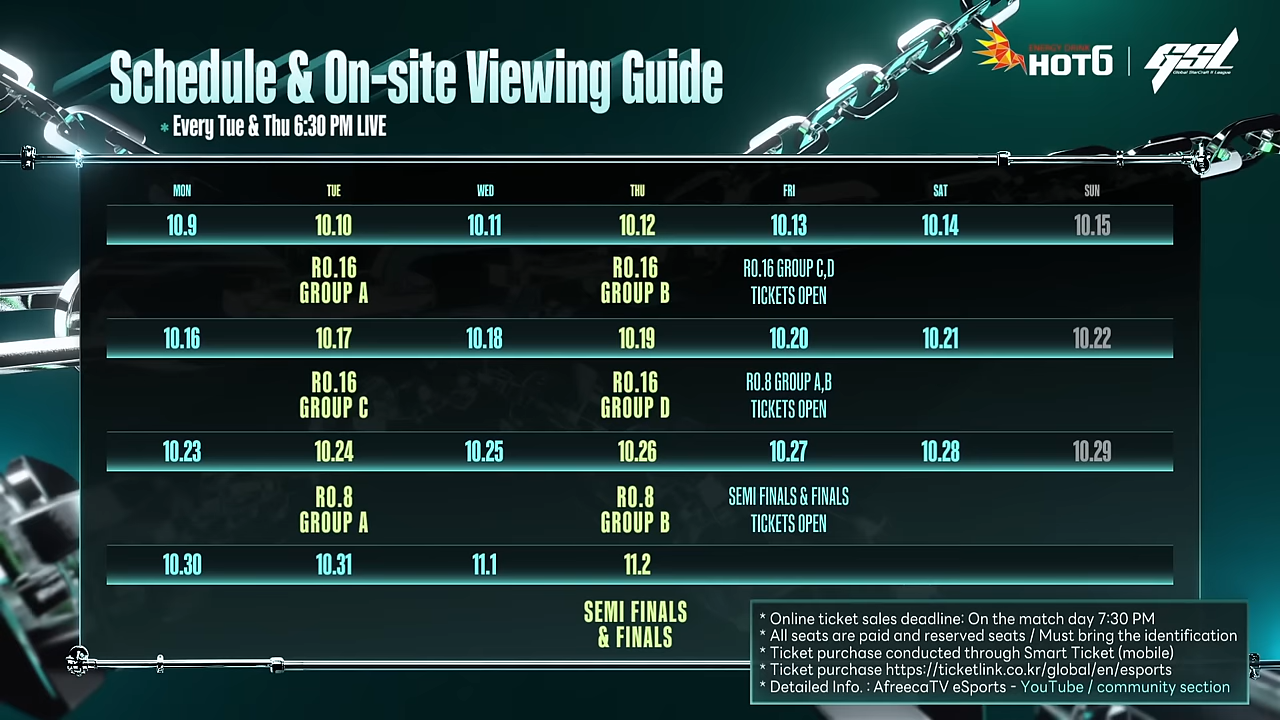 Schedule & On-site Viewing Guide
* Every Tue & Thu 6:30 PM LIVE
ENERGY DRINK
HOT6
GSL
Global StarCraft II League
MON TUE WED THU FRI SAT SUN
10.9 10.10 10.11 10.12 10.13 10.14 10.15
RO.16 GROUP A
RO.16 GROUP B
RO.16 GROUP C,D
TICKETS OPEN
10.16 10.17 10.18 10.19 10.20 10.21 10.22
RO.16 GROUP C
RO.16 GROUP D
RO.8 GROUP A,B
TICKETS OPEN
10.23 10.24 10.25 10.26 10.27 10.28 10.29
RO.8 GROUP A
RO.8 GROUP B
SEMI FINALS & FINALS
TICKETS OPEN
10.30 10.31 11.1 11.2
SEMI FINALS
& FINALS
* Online ticket sales deadline: On the match day 7:30 PM
* All seats are paid and reserved seats / Must bring the identification
* Ticket purchase conducted through Smart Ticket (mobile)
* Ticket purchase https://ticketlink.co.kr/global/en/esports
* Detailed Info. : AfreecaTV eSports - YouTube / community section